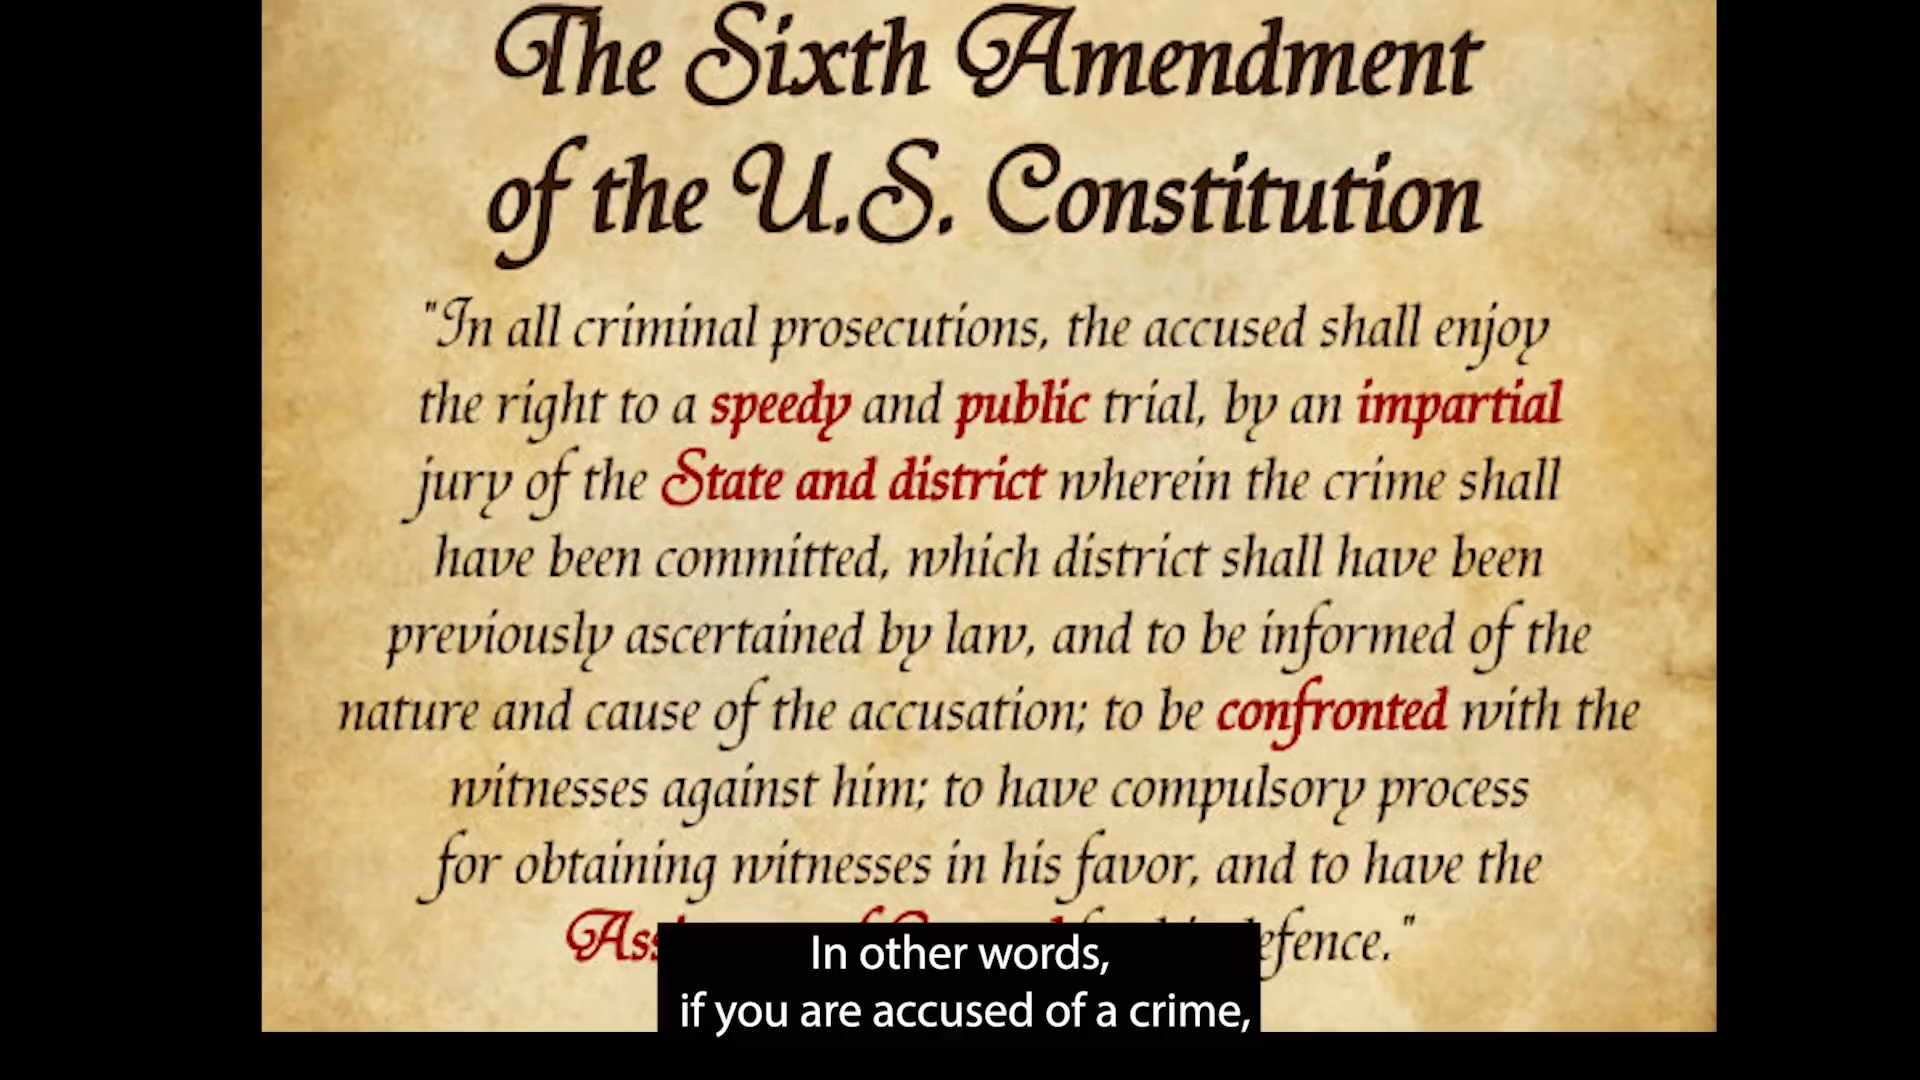 The Sixth Amendment
of the U.S. Constitution
"In all criminal prosecutions, the accused shall enjoy
the right to a speedy and public trial, by an impartial
jury of the State and district wherein the crime shall
have been committed, which district shall have been
previously ascertained by law, and to be informed of the
nature and cause of the accusation; to be confronted with the
witnesses against him; to have compulsory process
for obtaining witnesses in his favor, and to have the
In other words,
if you are accused of a crime,